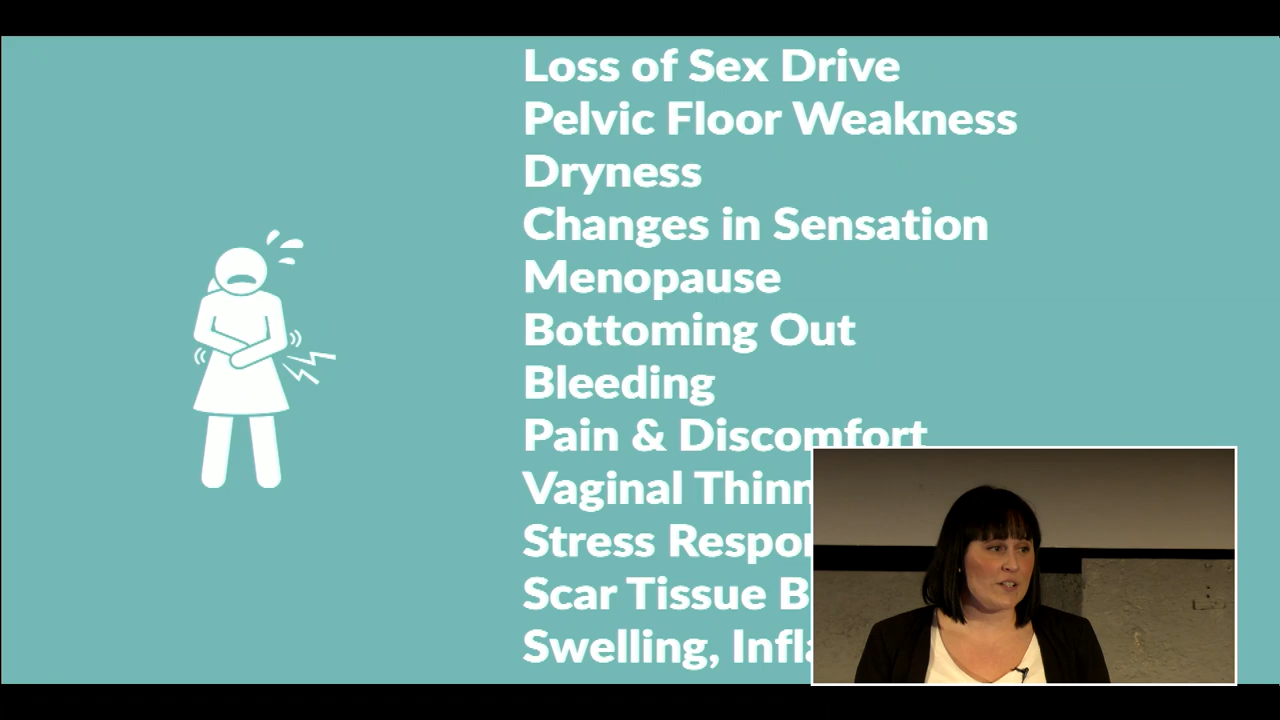 Loss of Sex Drive
Pelvic Floor Weakness
Dryness
Changes in Sensation
Menopause
Bottoming Out
Bleeding
Pain & Discomfort
Vaginal
Stress
Scar Tissue
Swelling,